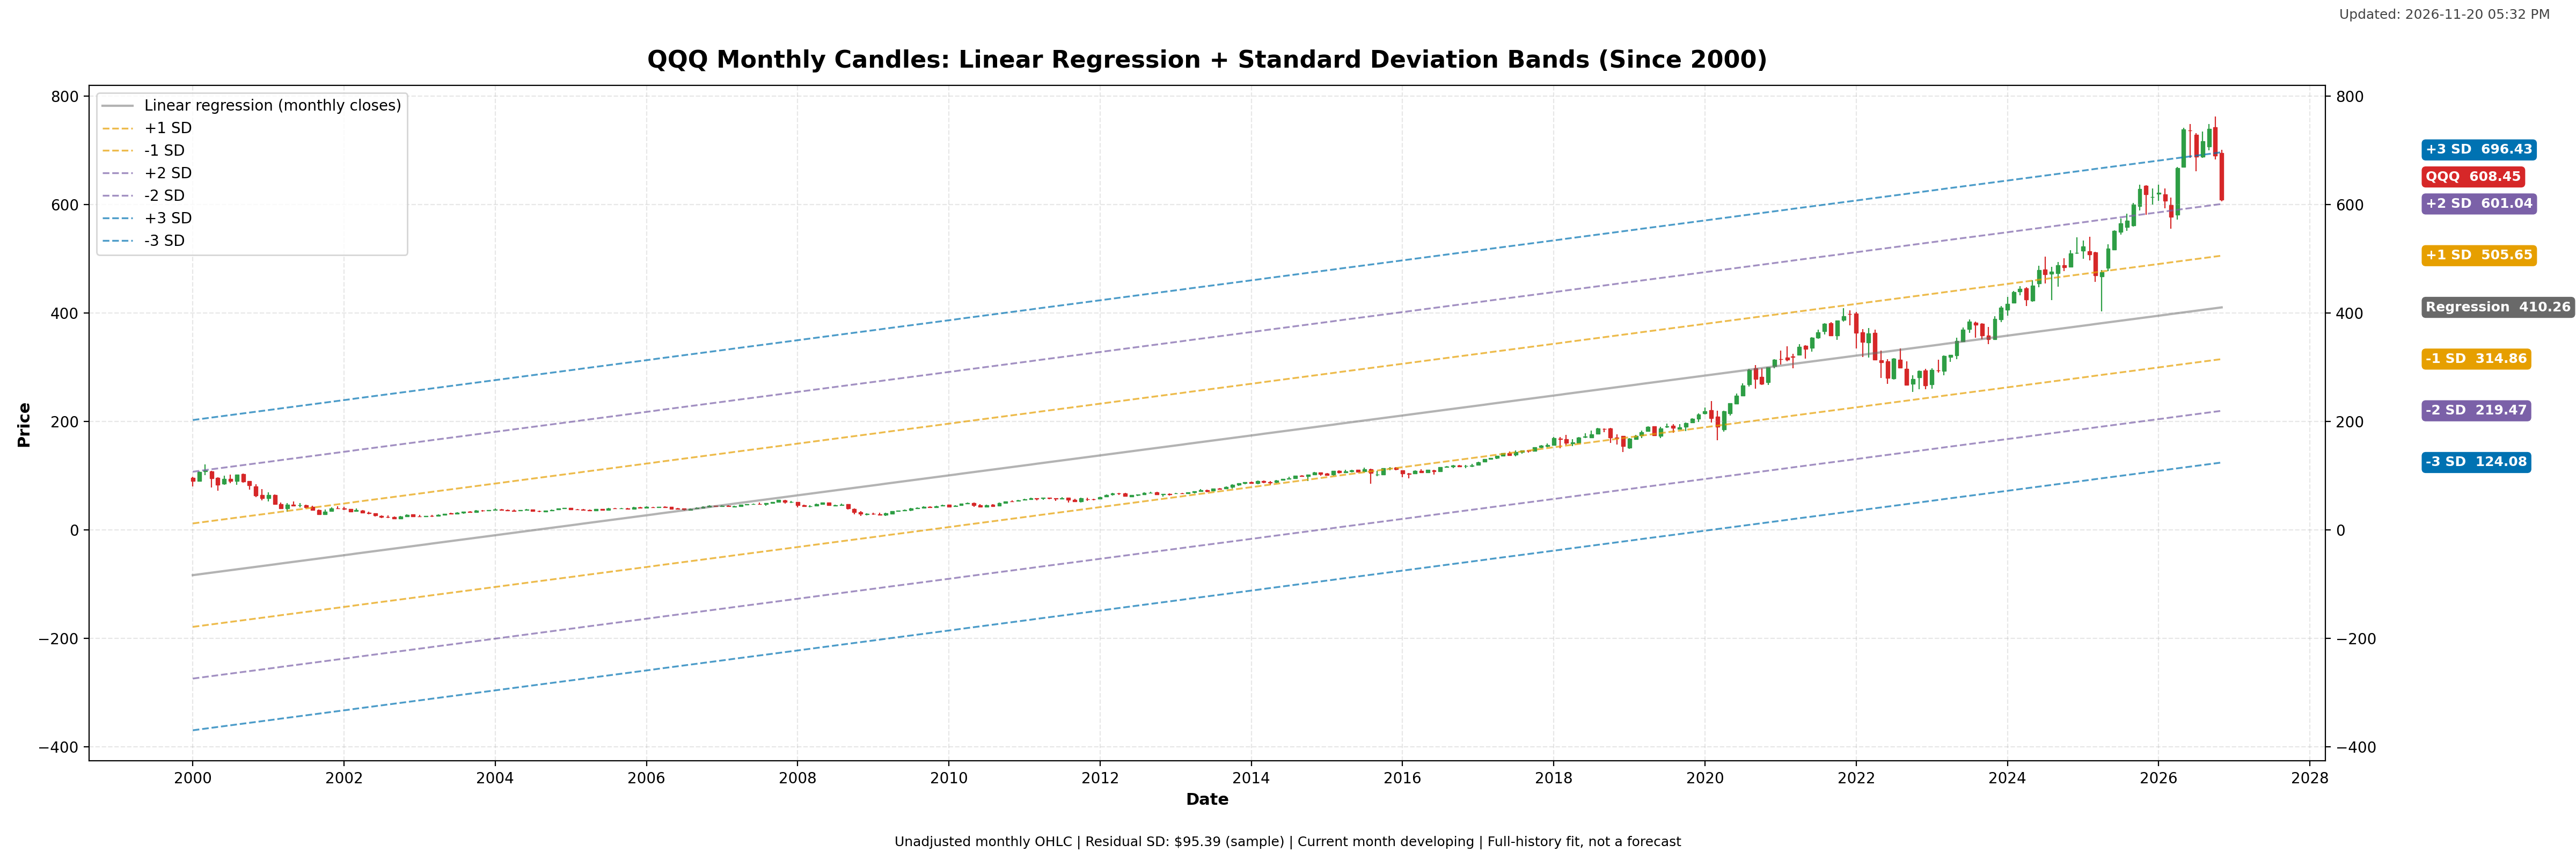 Updated: 2026-11-20 05:32 PM
QQQ Monthly Candles: Linear Regression + Standard Deviation Bands (Since 2000)
Linear regression (monthly closes)
+1 SD
-1 SD
+2 SD
-2 SD
+3 SD
-3 SD
Price
800
600
400
200
0
−200
−400
800
600
400
200
0
−200
−400
+3 SD 696.43
QQQ 608.45
+2 SD 601.04
+1 SD 505.65
Regression 410.26
-1 SD 314.86
-2 SD 219.47
-3 SD 124.08
2000 2002 2004 2006 2008 2010 2012 2014 2016 2018 2020 2022 2024 2026 2028
Date
Unadjusted monthly OHLC | Residual SD: $95.39 (sample) | Current month developing | Full-history fit, not a forecast